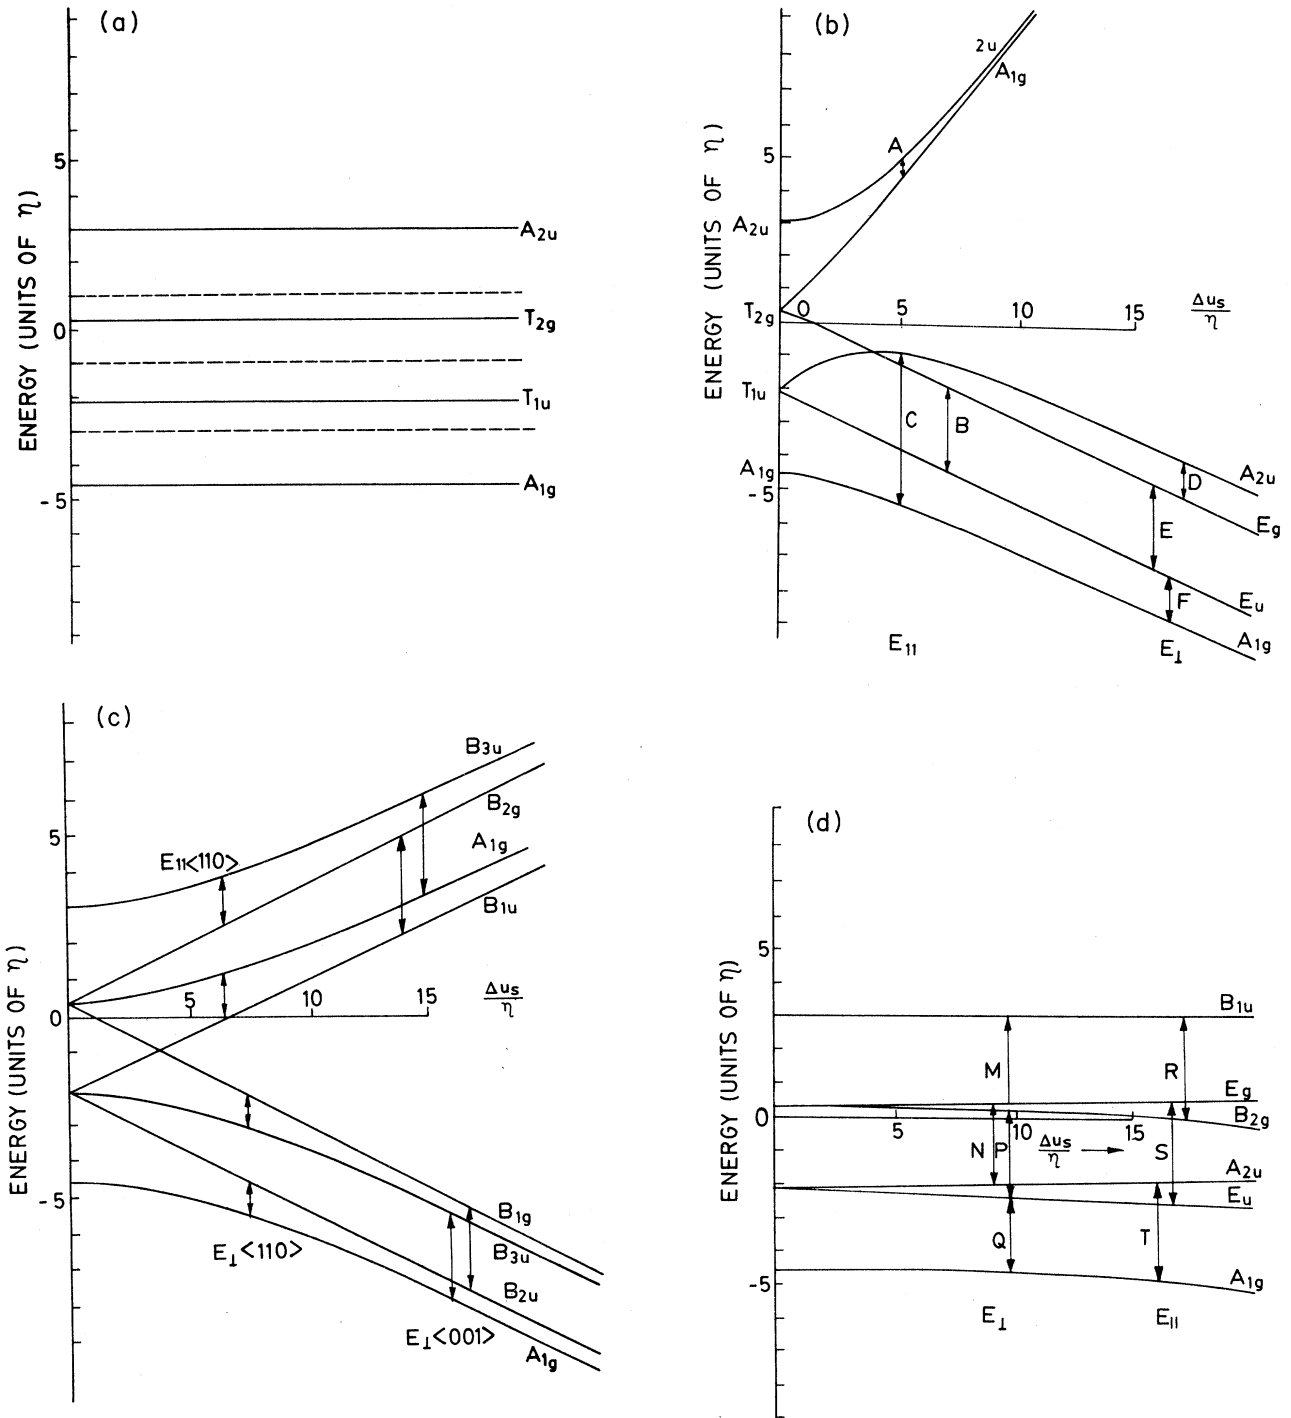 (a)
ENERGY (UNITS OF η)
5
0
-5
A2u
T2g
T1u
A1g
(b)
ENERGY (UNITS OF η)
2u
A1g
A
5
A2u
T2g
0
5
10
15
Δus/η
T1u
C
B
A1g
-5
D
A2u
E
Eg
F
Eu
A1g
E11
E⊥
(c)
ENERGY (UNITS OF η)
B3u
B2g
5
E11<110>
A1g
B1u
5
10
15
Δus/η
0
-5
B1g
B3u
E⊥<110>
B2u
E⊥<001>
A1g
(d)
ENERGY (UNITS OF η)
5
B1u
M
R
Eg
0
B2g
5
10
15
N
P
Δus/η
S
A2u
Eu
Q
T
-5
A1g
E⊥
E||